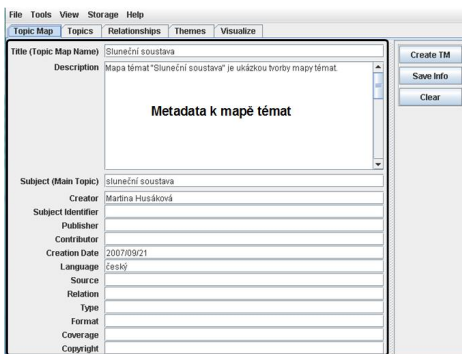 File Tools View Storage Help
Topic Map Topics Relationships Themes Visualize
Title (Topic Map Name) Sluneční soustava
Create TM
Description Mapa témat "Sluneční soustava" je ukázkou tvorby mapy témat.
Save Info
Clear
Metadata k mapě témat
Subject (Main Topic) sluneční soustava
Creator Martina Husáková
Subject Identifier
Publisher
Contributor
Creation Date 2007/09/21
Language český
Source
Relation
Type
Format
Coverage
Copyright